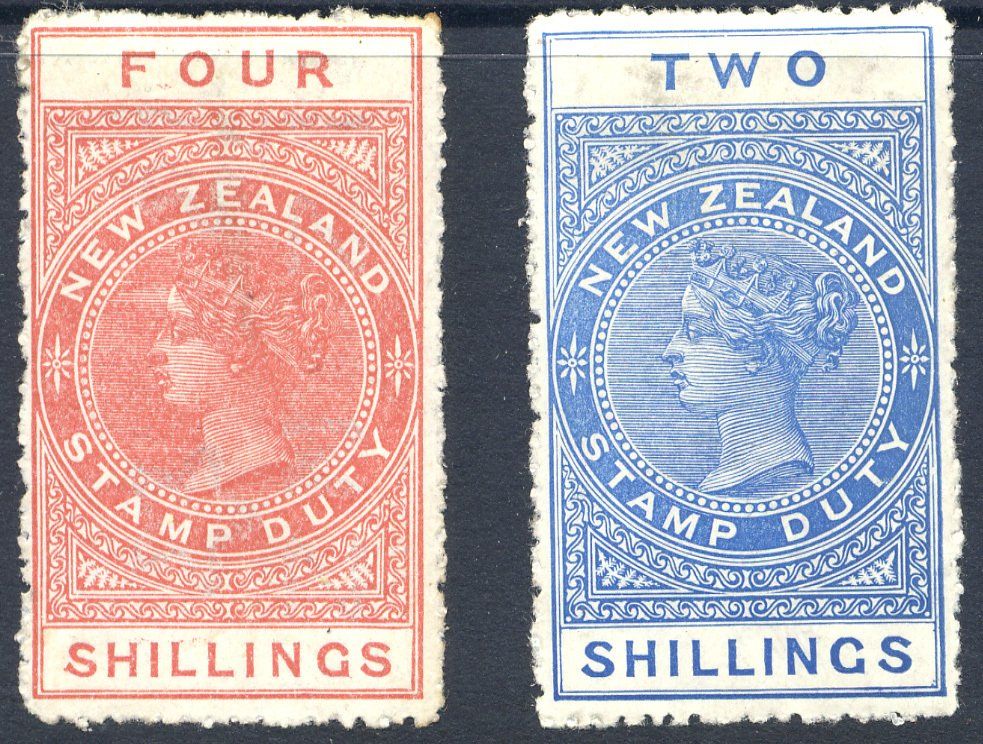 FOUR
NEW ZEALAND
STAMP DUTY
SHILLINGS
TWO
NEW ZEALAND
STAMP DUTY
SHILLINGS